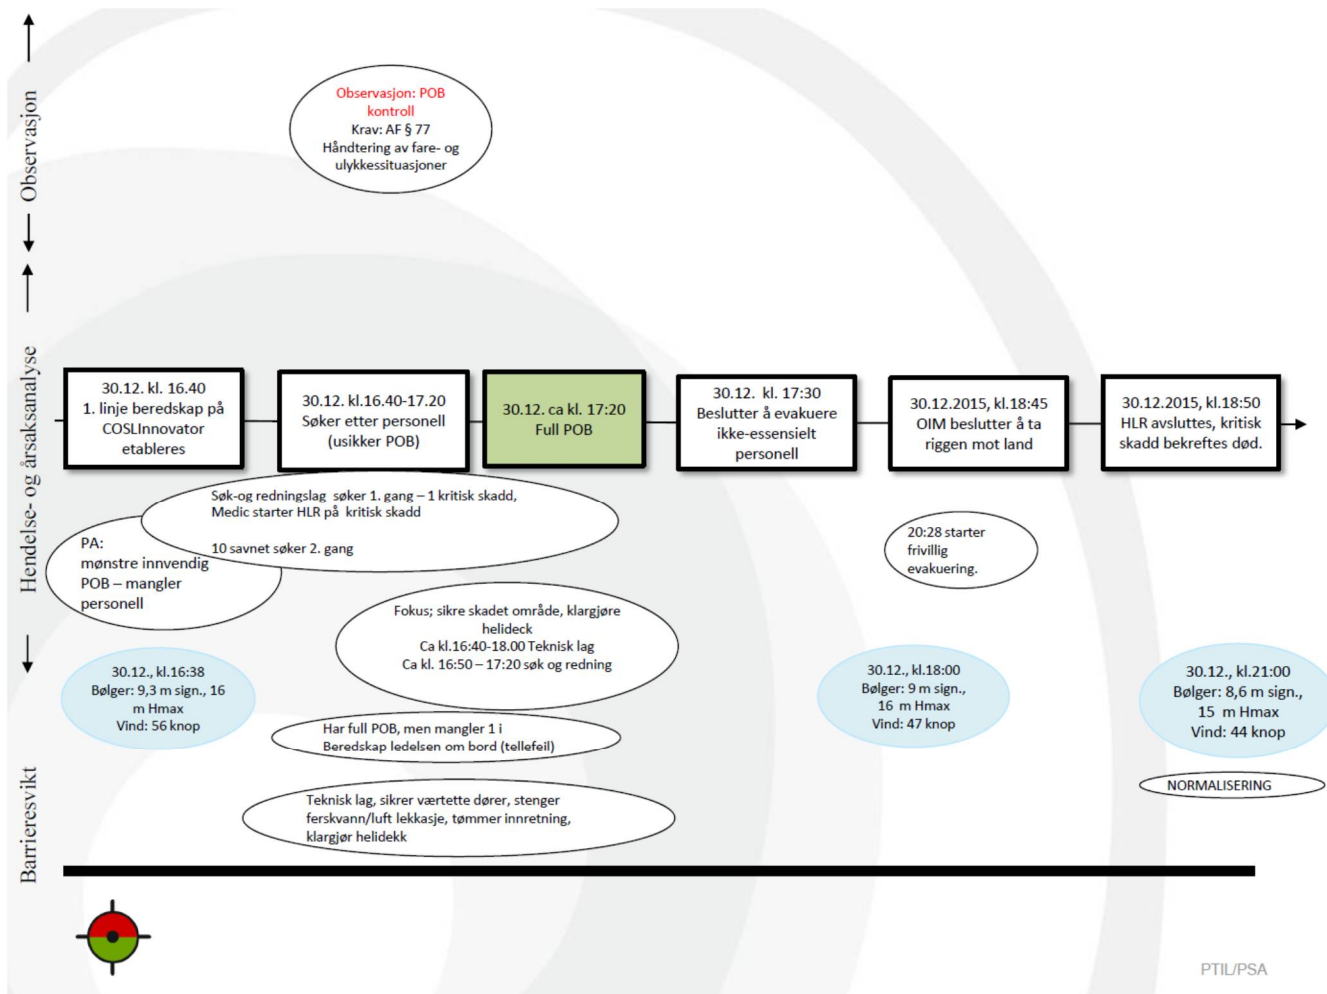 Observasjon
Observasjon: POB
kontroll
Krav: AF § 77
Håndtering av fare- og
ulykkessituasjoner
Hendelse- og årsaksanalyse
30.12. kl. 16.40
1. linje beredskap på
COSLInnovator
etableres
30.12. kl.16.40-17.20
Søker etter personell
(usikker POB)
30.12. ca kl. 17:20
Full POB
30.12. kl. 17:30
Beslutter å evakuere
ikke-essensielt
personell
30.12.2015, kl.18:45
OIM beslutter å ta
riggen mot land
30.12.2015, kl.18:50
HLR avsluttes, kritisk
skadd bekreftes død.
Søk-og redningslag søker 1. gang – 1 kritisk skadd,
Medic starter HLR på kritisk skadd
10 savnet søker 2. gang
PA:
mønstre innvendig
POB – mangler
personell
20:28 starter
frivillig
evakuering.
Fokus; sikre skadet område, klargjøre
helideck
Ca kl.16:40-18.00 Teknisk lag
Ca kl. 16:50 – 17:20 søk og redning
30.12., kl.16:38
Bølger: 9,3 m sign., 16
m Hmax
Vind: 56 knop
30.12., kl.18:00
Bølger: 9 m sign.,
16 m Hmax
Vind: 47 knop
30.12., kl.21:00
Bølger: 8,6 m sign.,
15 m Hmax
Vind: 44 knop
Har full POB, men mangler 1 i
Beredskap ledelsen om bord (tellefeil)
NORMALISERING
Teknisk lag, sikrer værtette dører, stenger
ferskvann/luft lekkasje, tømmer innretning,
klargjør helidekk
Barrieresvikt
PTIL/PSA